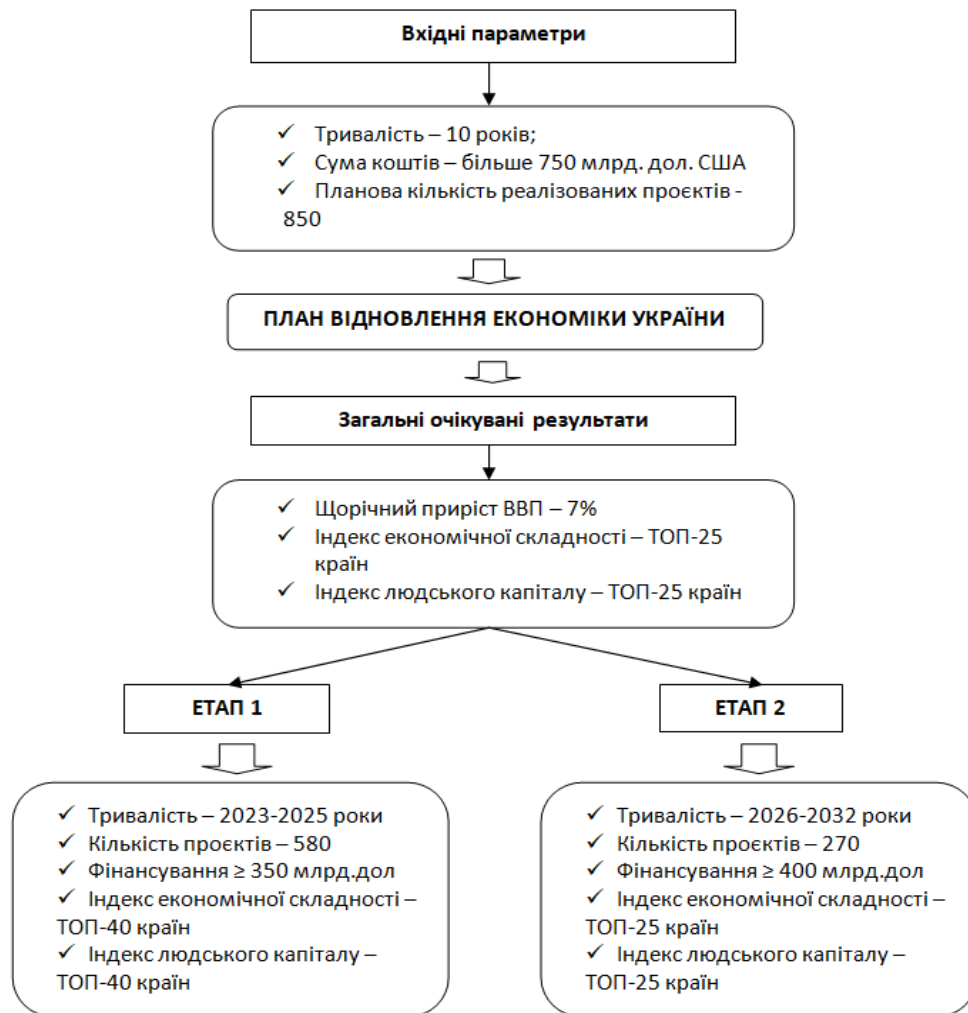 Вхідні параметри
✓ Тривалість – 10 років;
✓ Сума коштів – більше 750 млрд. дол. США
✓ Планова кількість реалізованих проєктів -
850
ПЛАН ВІДНОВЛЕННЯ ЕКОНОМІКИ УКРАЇНИ
Загальні очікувані результати
✓ Щорічний приріст ВВП – 7%
✓ Індекс економічної складності – ТОП-25
країн
✓ Індекс людського капіталу – ТОП-25 країн
ЕТАП 1
✓ Тривалість – 2023-2025 роки
✓ Кількість проєктів – 580
✓ Фінансування ≥ 350 млрд.дол
✓ Індекс економічної складності –
ТОП-40 країн
✓ Індекс людського капіталу –
ТОП-40 країн
ЕТАП 2
✓ Тривалість – 2026-2032 роки
✓ Кількість проєктів – 270
✓ Фінансування ≥ 400 млрд.дол
✓ Індекс економічної складності –
ТОП-25 країн
✓ Індекс людського капіталу –
ТОП-25 країн